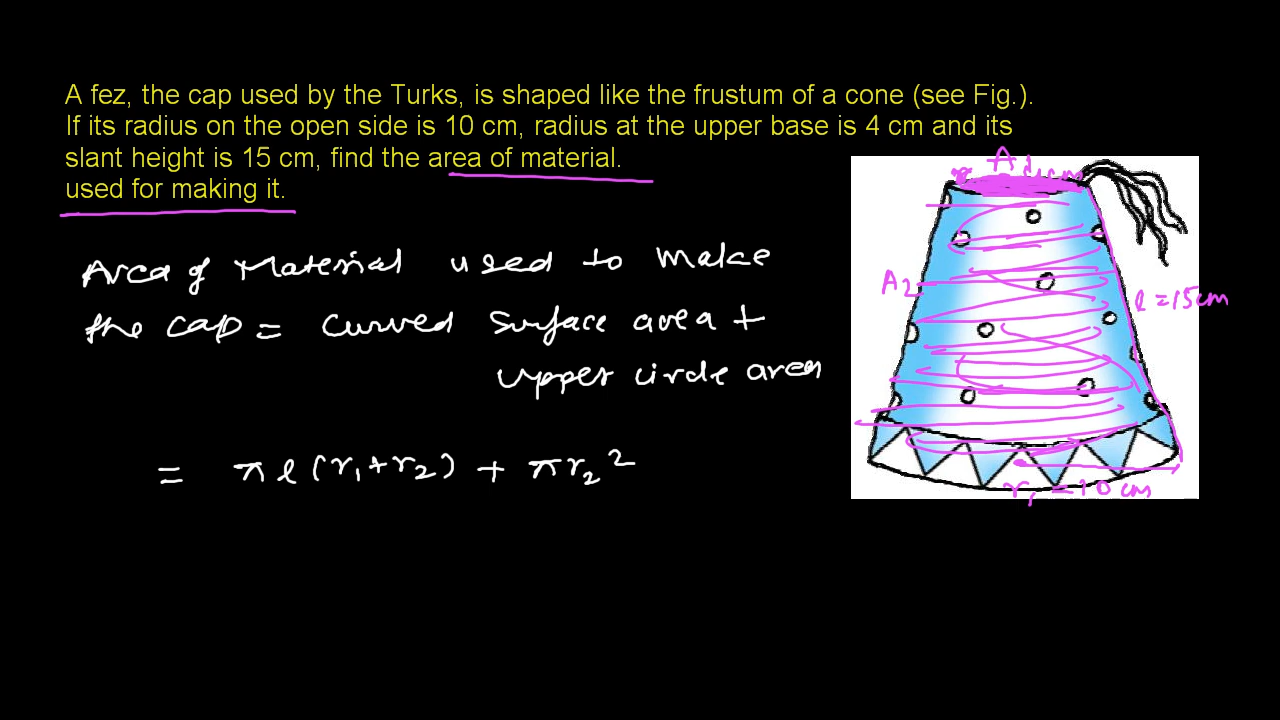 A fez, the cap used by the Turks, is shaped like the frustum of a cone (see Fig.).
If its radius on the open side is 10 cm, radius at the upper base is 4 cm and its
slant height is 15 cm, find the area of material.
used for making it.
Area of Material used to make
the cap = curved surface area +
upper circle area
= πl(r₁+r₂) + πr₂²
A₂
l = 15cm
r₁ = 10 cm